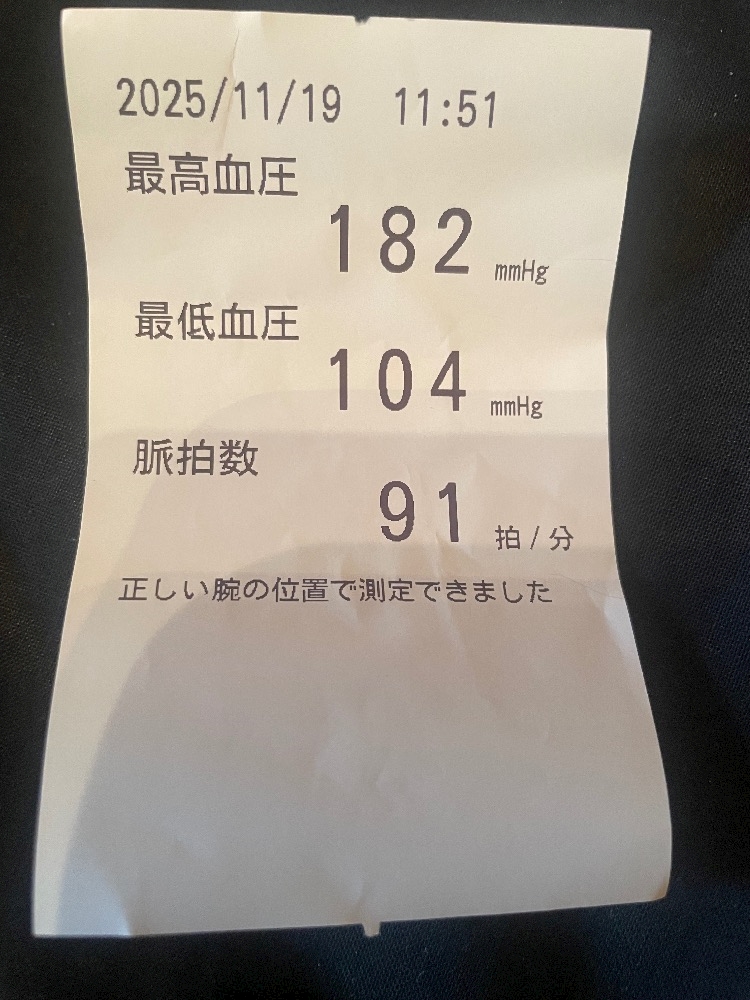 2025/11/19 11:51
最高血圧
182 mmHg
最低血圧
104 mmHg
脈拍数
91 拍/分
正しい腕の位置で測定できました